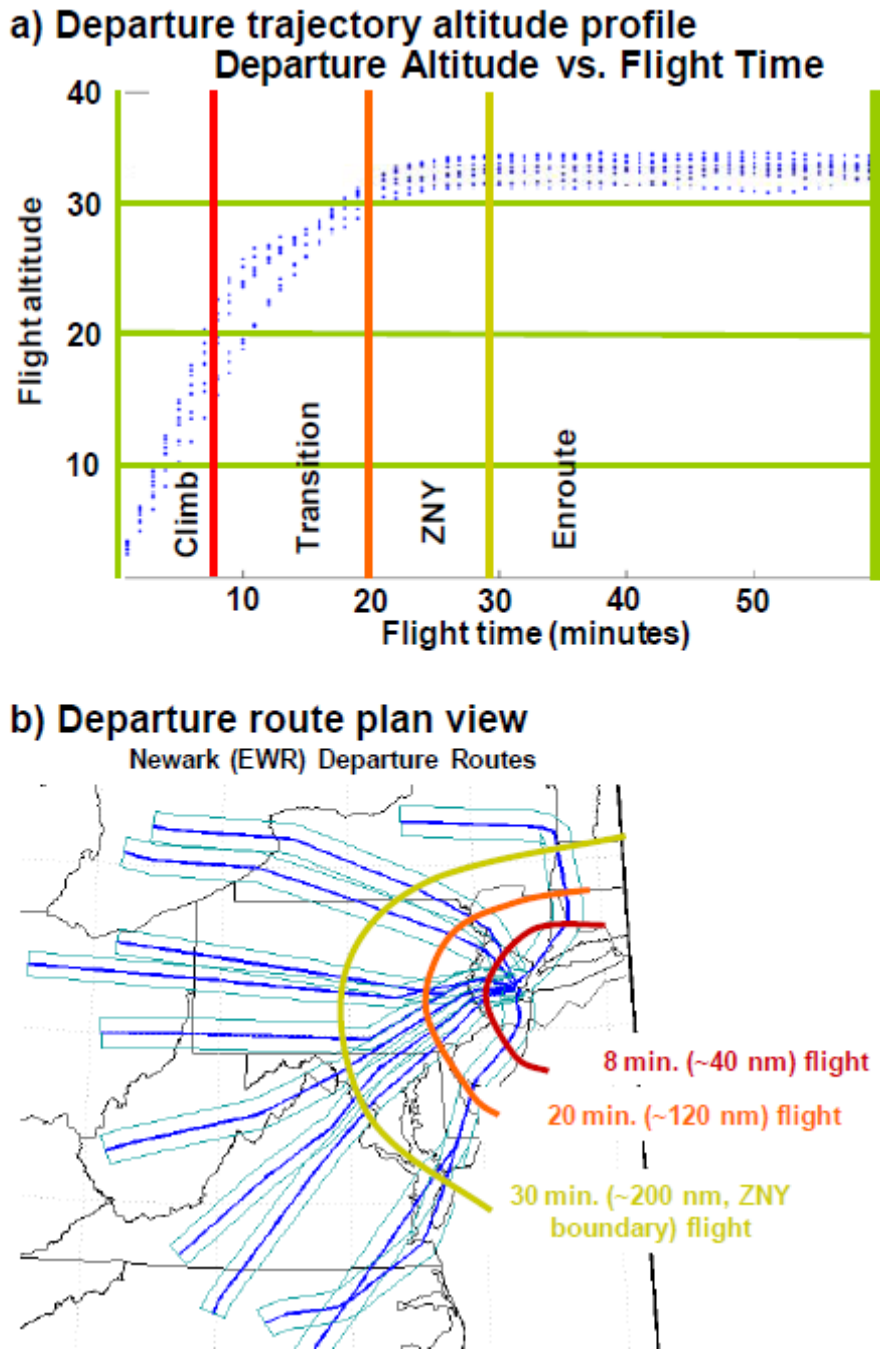 a) Departure trajectory altitude profile
Departure Altitude vs. Flight Time
40
30
20
10
Flight altitude
Climb
Transition
ZNY
Enroute
10
20
30
40
50
Flight time (minutes)
b) Departure route plan view
Newark (EWR) Departure Routes
8 min. (~40 nm) flight
20 min. (~120 nm) flight
30 min. (~200 nm, ZNY
boundary) flight